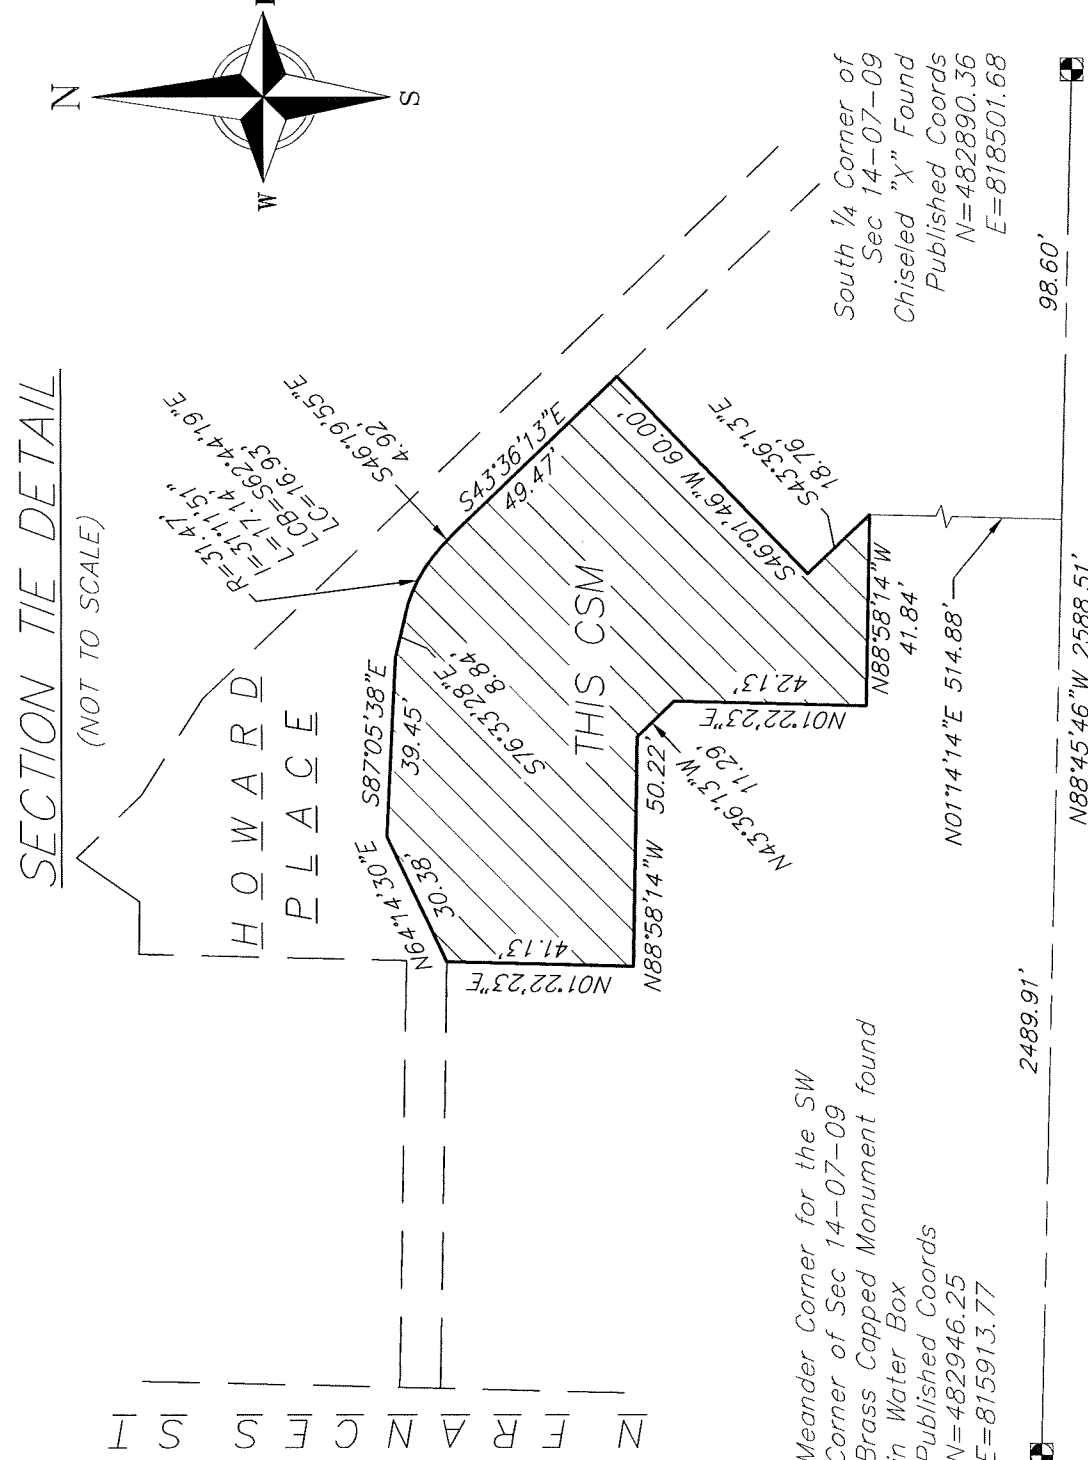 SECTION TIE DETAIL
(NOT TO SCALE)
N
W
S
HOWARD
PLACE
R=31.47'
I=31°11'51"
L=17.14'
LCB=S62°44'19"E
LC=16.93'
S46°19'55"E
4.92'
S43°36'13"E
49.47'
S87°05'38"E
39.45'
S76°33'28"E
8.84'
N64°14'30"E
30.38'
N01°22'23"E
41.13'
THIS CSM
S46°01'46"W 60.00'
S43°36'13"E
18.76'
N88°58'14"W 50.22'
N43°36'13"W
11.29'
N01°22'23"E
42.13'
N88°58'14"W
41.84'
N01°14'14"E 514.88'
South 1/4 Corner of
Sec 14-07-09
Chiseled "X" Found
Published Coords
N=482890.36
E=818501.68
Meander Corner for the SW
Corner of Sec 14-07-09
Brass Capped Monument found
in Water Box
Published Coords
N=482946.25
E=815913.77
2489.91'
98.60'
N88°45'46"W 2588.51'
N FRANCES ST